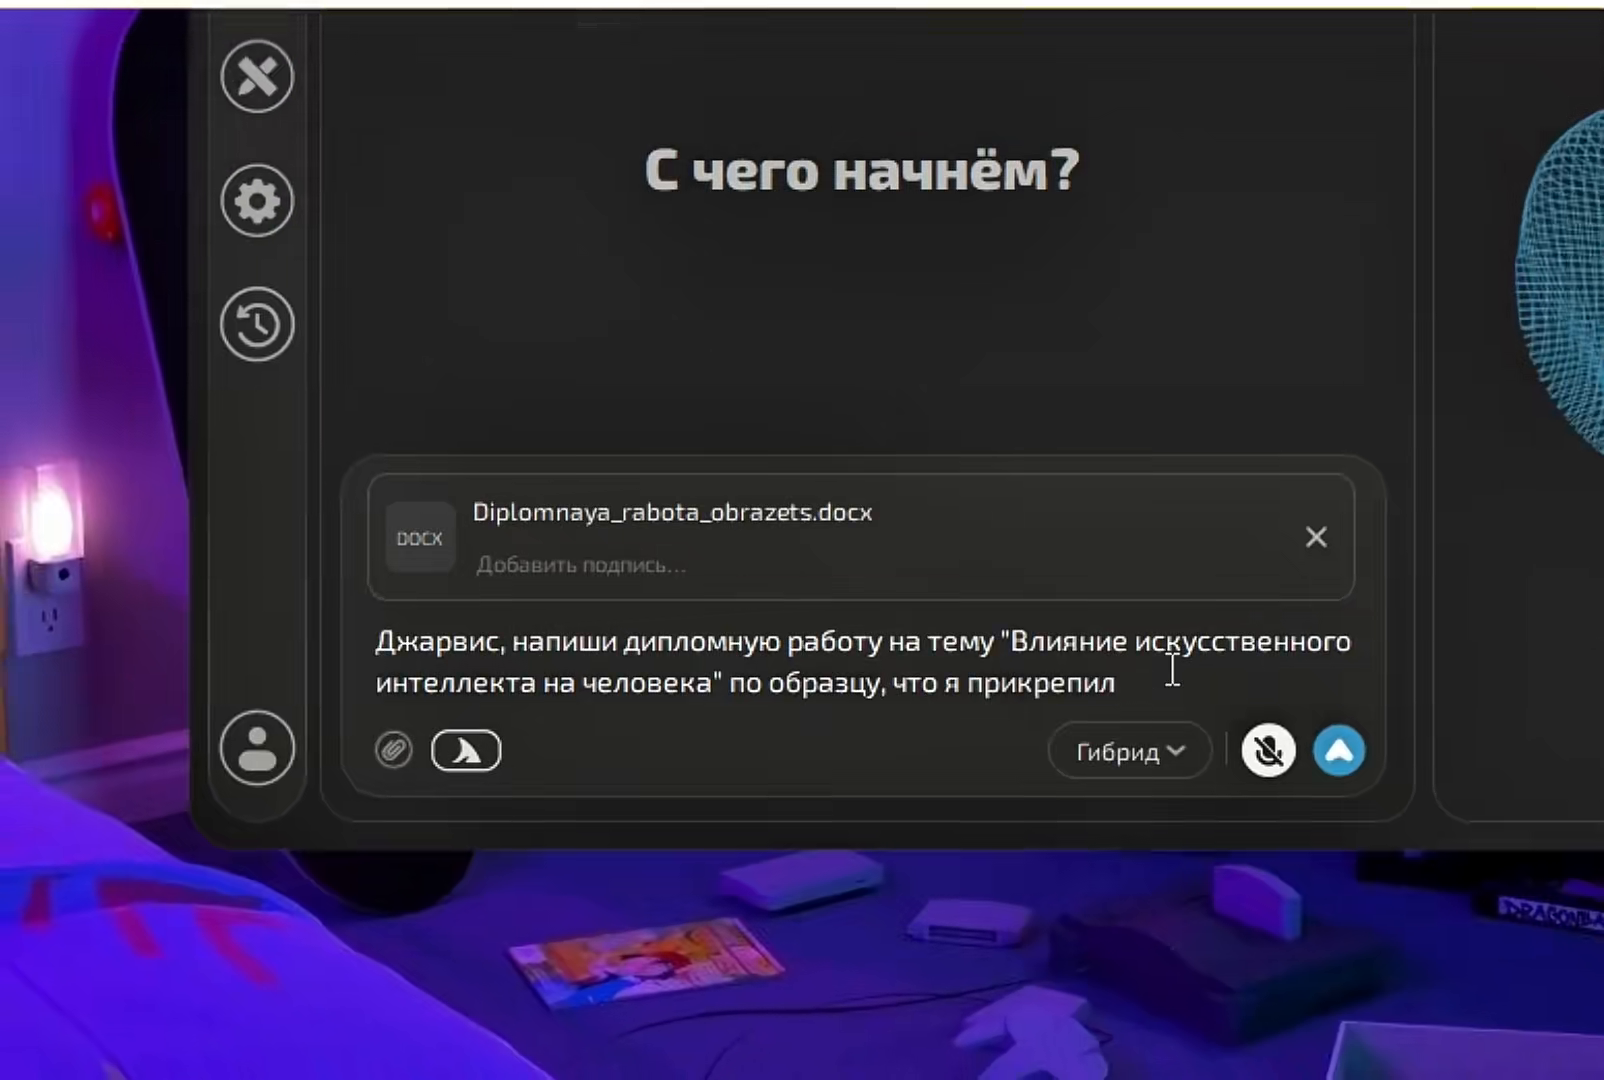 С чего начнём?
DOCX
Diplomnaya_rabota_obrazets.docx
Добавить подпись...
Джарвис, напиши дипломную работу на тему "Влияние искусственного
интеллекта на человека" по образцу, что я прикрепил
Гибрид